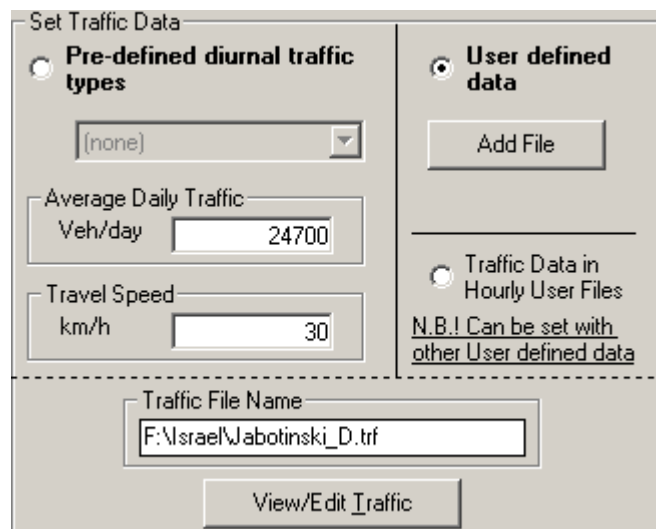 Set Traffic Data
Pre-defined diurnal traffic
types
(none)
Average Daily Traffic
Veh/day 24700
Travel Speed
km/h 30
User defined
data
Add File
Traffic Data in
Hourly User Files
N.B.! Can be set with
other User defined data
Traffic File Name
F:\Israel\Jabotinski_D.trf
View/Edit Traffic